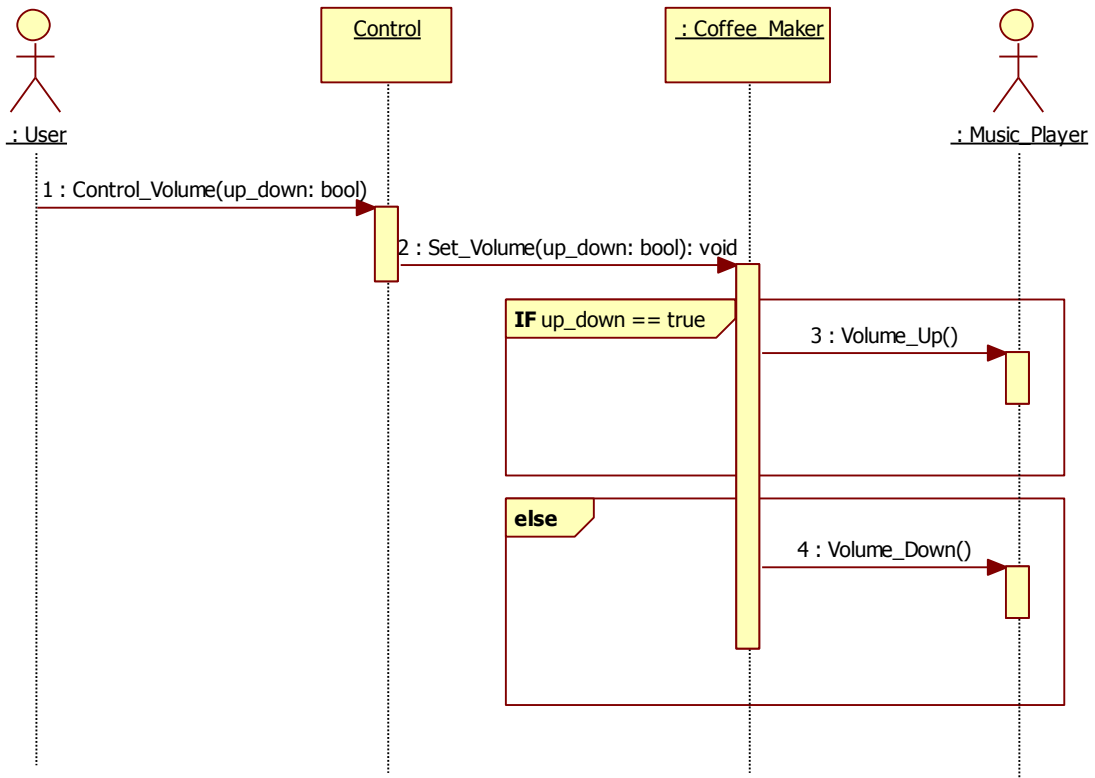 Control
: Coffee_Maker
: User
: Music_Player
1 : Control_Volume(up_down: bool)
2 : Set_Volume(up_down: bool): void
IF up_down == true
3 : Volume_Up()
else
4 : Volume_Down()